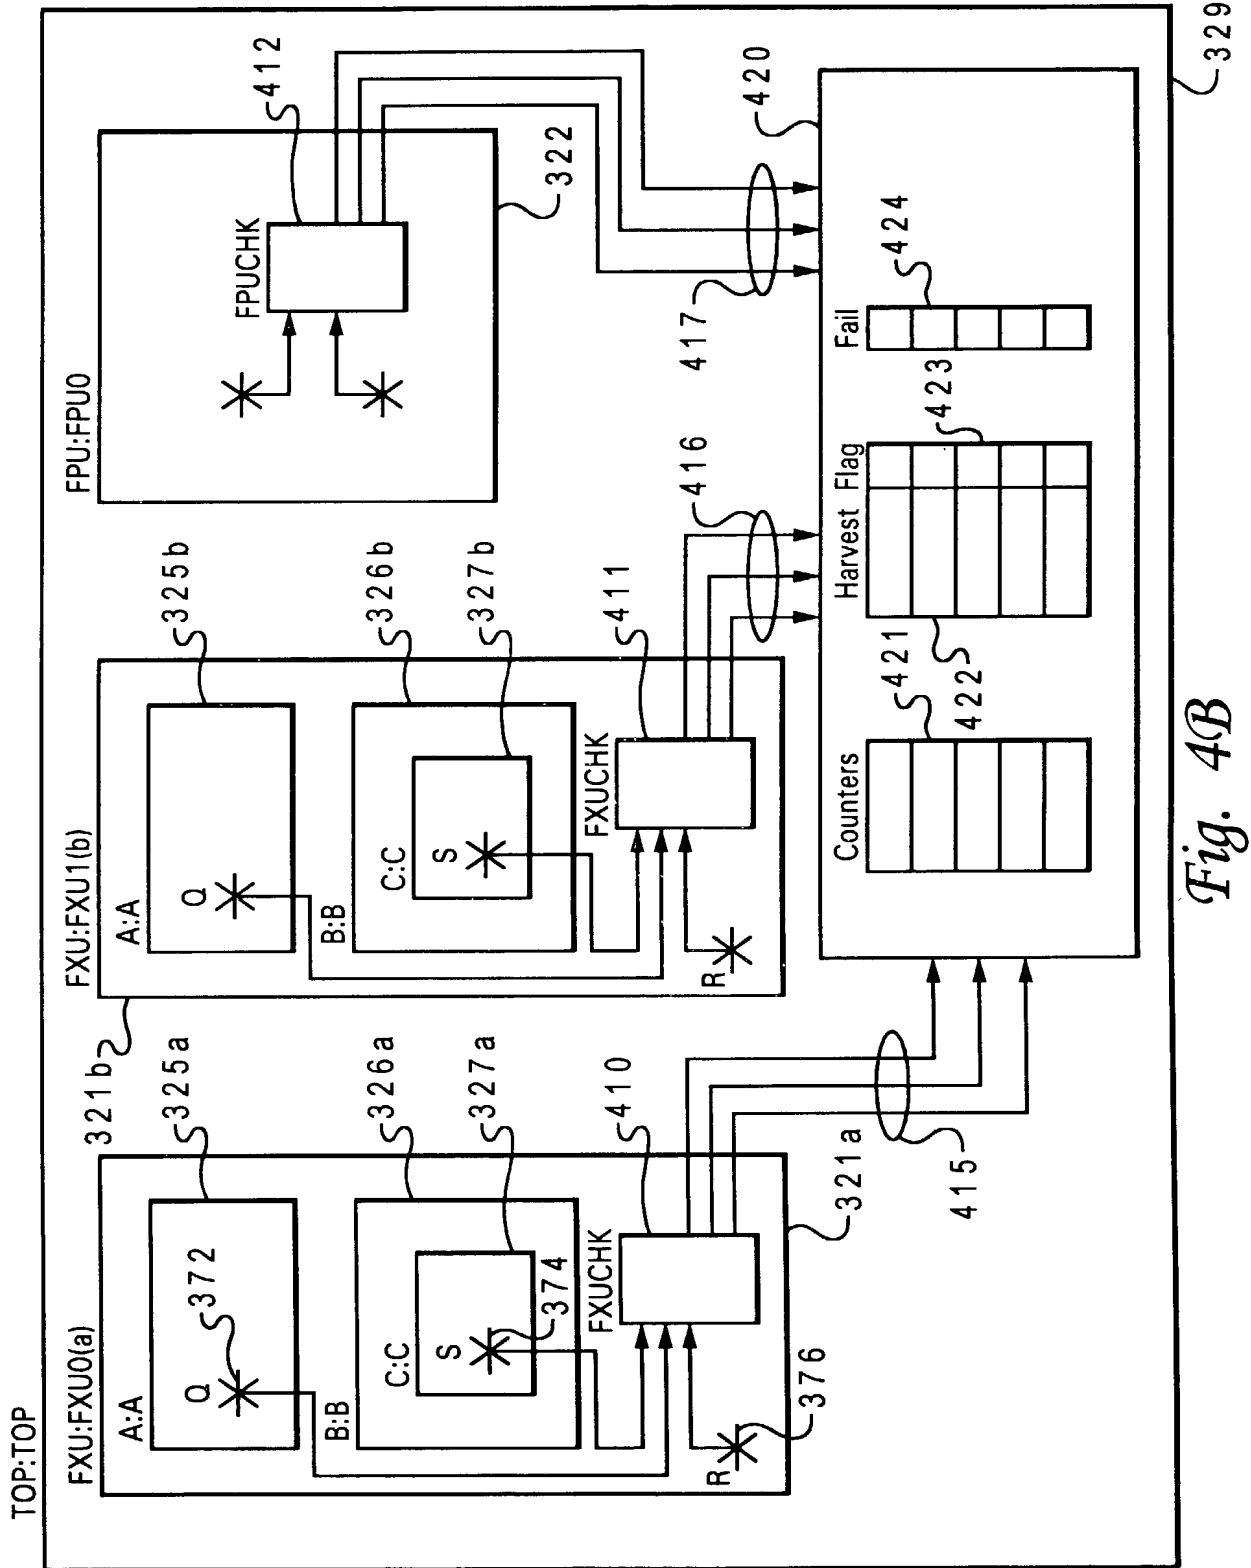 TOP:TOP
FXU:FXU0(a)
A:A
Q
372
325a
B:B
C:C
S
374
326a
327a
FXUCHK
410
R
376
321a
415
321b
FXU:FXU1(b)
A:A
Q
325b
B:B
C:C
S
326b
327b
FXUCHK
411
R
416
FPU:FPU0
FPUCHK
412
322
417
420
Counters
421
Harvest
Flag
422
423
Fail
424
329
Fig. 4B